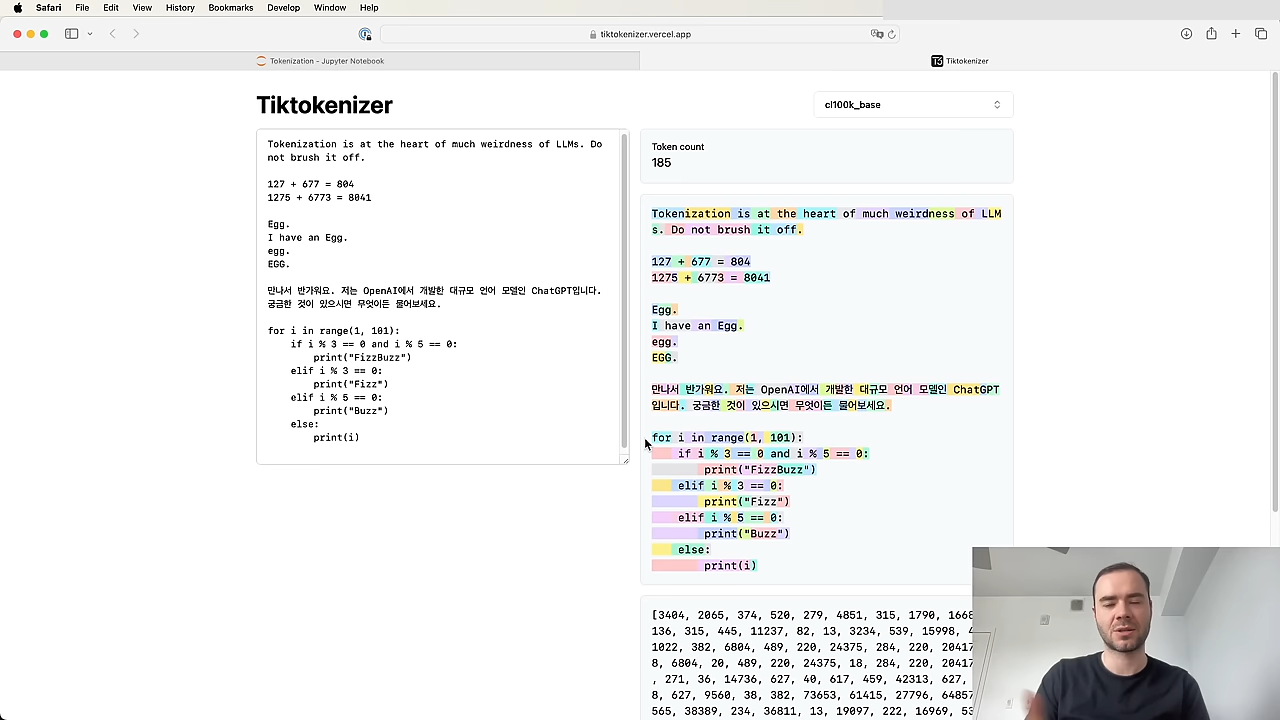 Safari File Edit View History Bookmarks Develop Window Help
tiktokenizer.vercel.app
Tokenization - Jupyter Notebook
Tiktokenizer
Tiktokenizer
cl100k_base
Tokenization is at the heart of much weirdness of LLMs. Do
not brush it off.
127 + 677 = 804
1275 + 6773 = 8041
Egg.
I have an Egg.
egg.
EGG.
만나서 반가워요. 저는 OpenAI에서 개발한 대규모 언어 모델인 ChatGPT입니다.
궁금한 것이 있으시면 무엇이든 물어보세요.
for i in range(1, 101):
    if i % 3 == 0 and i % 5 == 0:
        print("FizzBuzz")
    elif i % 3 == 0:
        print("Fizz")
    elif i % 5 == 0:
        print("Buzz")
    else:
        print(i)
Token count
185
Tokenization is at the heart of much weirdness of LLM
s. Do not brush it off.
127 + 677 = 804
1275 + 6773 = 8041
Egg.
I have an Egg.
egg.
EGG.
만나서 반가워요. 저는 OpenAI에서 개발한 대규모 언어 모델인 ChatGPT
입니다. 궁금한 것이 있으시면 무엇이든 물어보세요.
for i in range(1, 101):
    if i % 3 == 0 and i % 5 == 0:
        print("FizzBuzz")
    elif i % 3 == 0:
        print("Fizz")
    elif i % 5 == 0:
        print("Buzz")
    else:
        print(i)
[3404, 2065, 374, 520, 279, 4851, 315, 1790, 1668
136, 315, 445, 11237, 82, 13, 3234, 539, 15998,
1022, 382, 6804, 489, 220, 24375, 284, 220, 20417
8, 6804, 20, 489, 220, 24375, 18, 284, 220, 20417
, 271, 36, 14736, 627, 40, 617, 459, 42313, 627,
8, 627, 9560, 38, 382, 73653, 61415, 27796, 64857
565, 38389, 234, 36811, 13, 19097, 222, 16969, 53